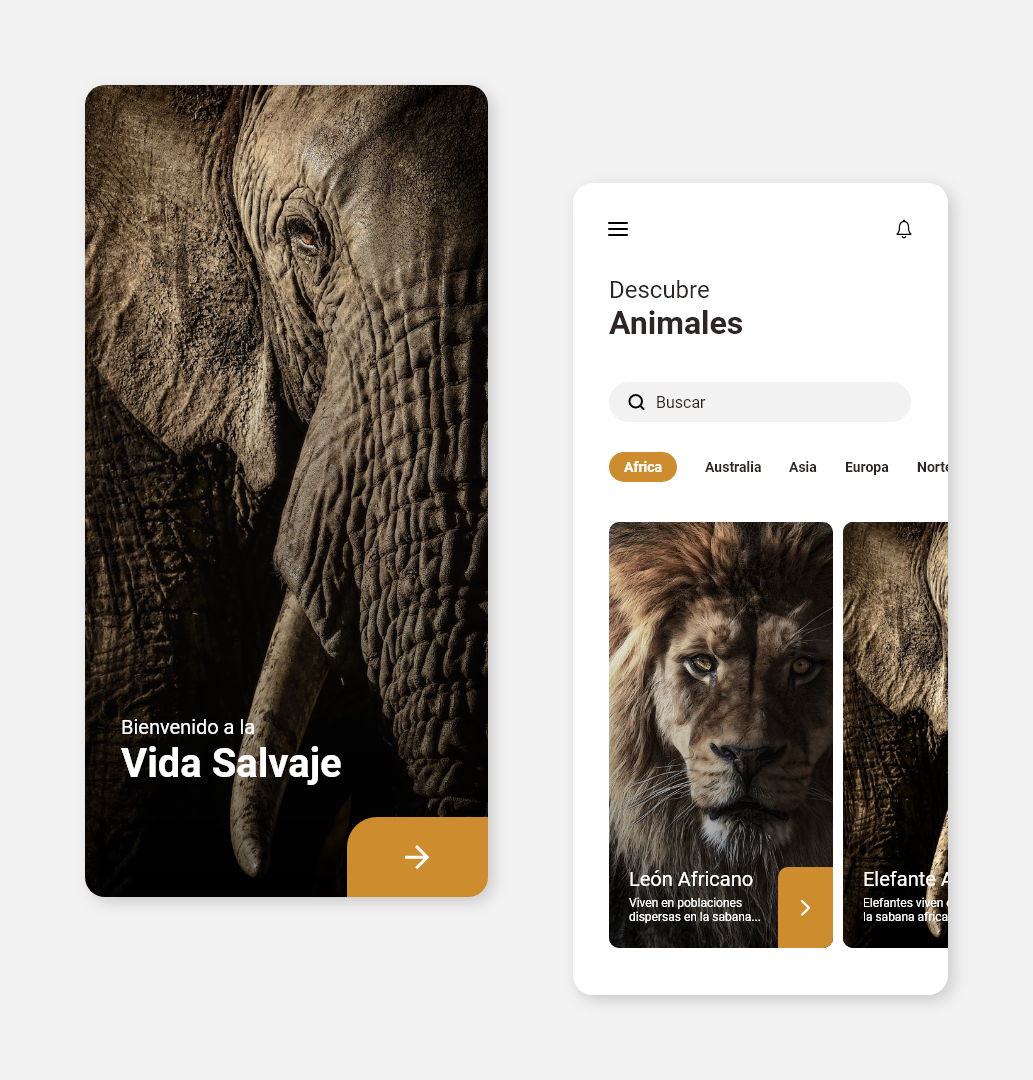 Bienvenido a la
Vida Salvaje
Descubre
Animales
Buscar
Africa Australia Asia Europa Norte
León Africano
Viven en poblaciones
dispersas en la sabana...
Elefante A
Elefantes viven
la sabana africa